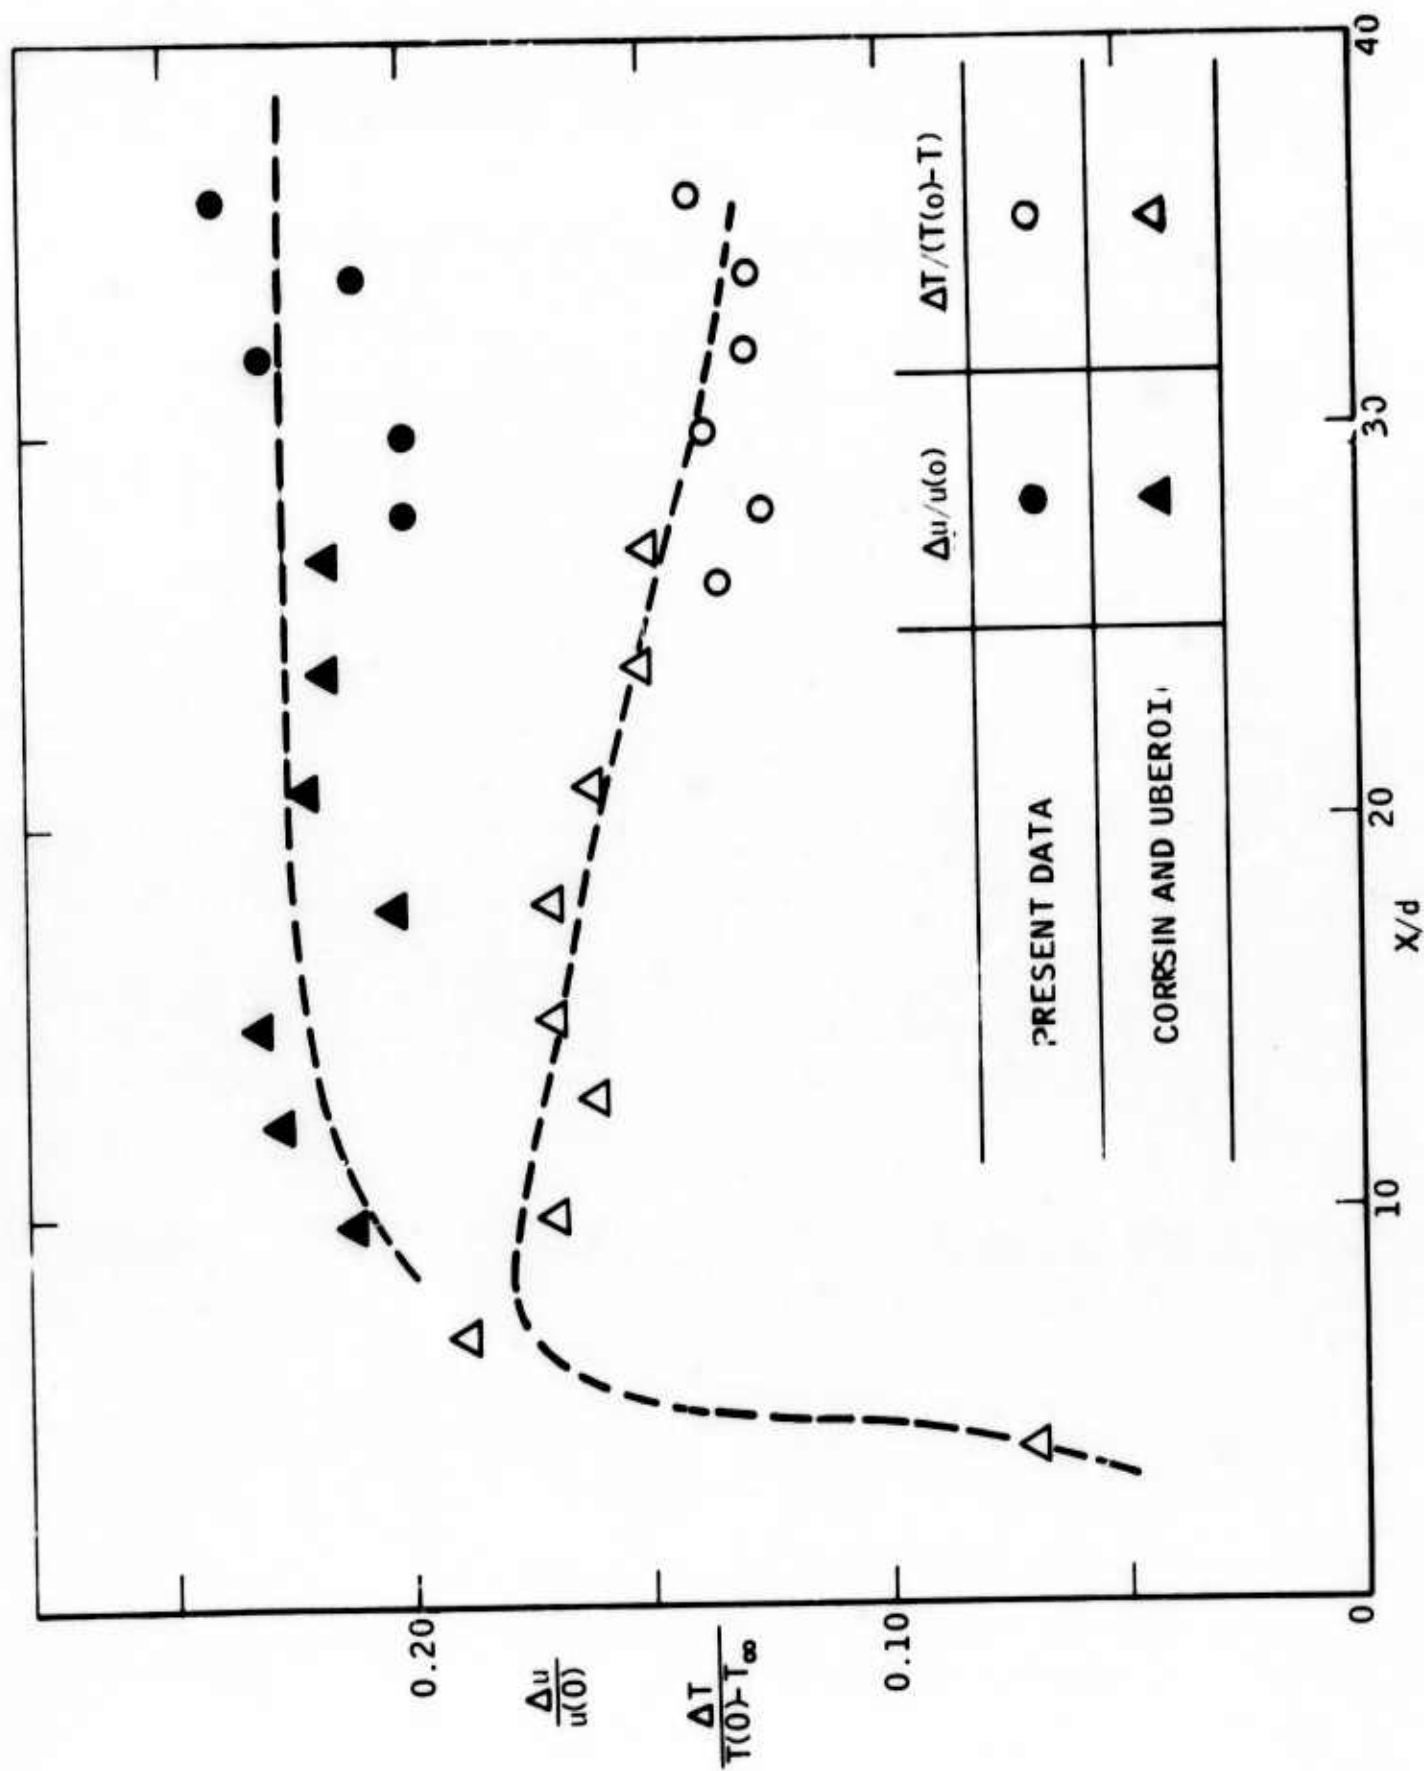 0.20
Δu
u(0)
ΔT
T(0)-T∞
0.10
0
10
20
30
40
X/d
Δu/u(o)
ΔT/(T(o)-T)
PRESENT DATA
CORRSIN AND UBEROI